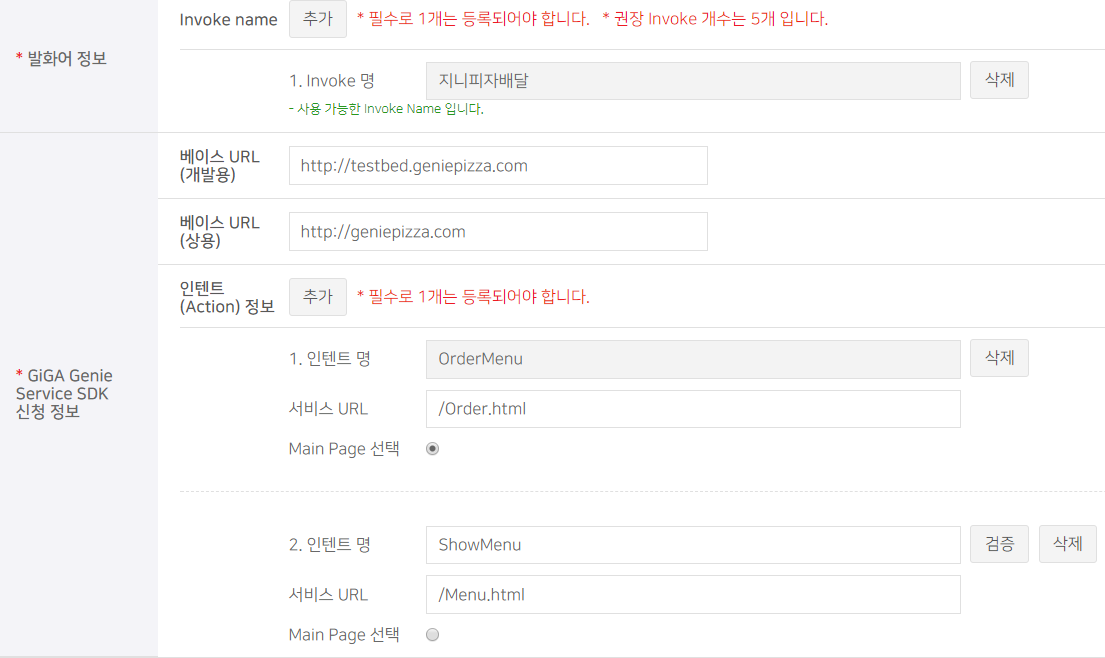 Invoke name 추가 * 필수로 1개는 등록되어야 합니다. * 권장 Invoke 개수는 5개 입니다.
* 발화어 정보
1. Invoke 명 지니피자배달 삭제
- 사용 가능한 Invoke Name 입니다.
베이스 URL
(개발용)
http://testbed.geniepizza.com
베이스 URL
(상용)
http://geniepizza.com
인텐트
(Action) 정보
추가 * 필수로 1개는 등록되어야 합니다.
* GiGA Genie
Service SDK
신청 정보
1. 인텐트 명 OrderMenu 삭제
서비스 URL /Order.html
Main Page 선택
2. 인텐트 명 ShowMenu 검증 삭제
서비스 URL /Menu.html
Main Page 선택